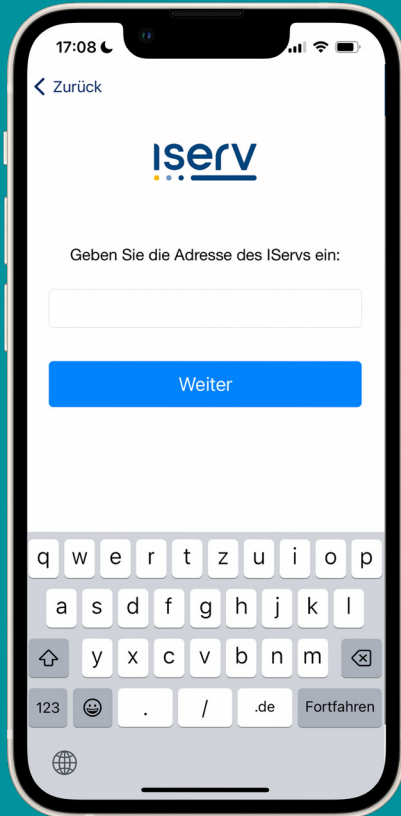 17:08
Zurück
Iserv
Geben Sie die Adresse des IServs ein:
Weiter
q w e r t z u i o p
a s d f g h j k l
y x c v b n m
123 . / .de Fortfahren